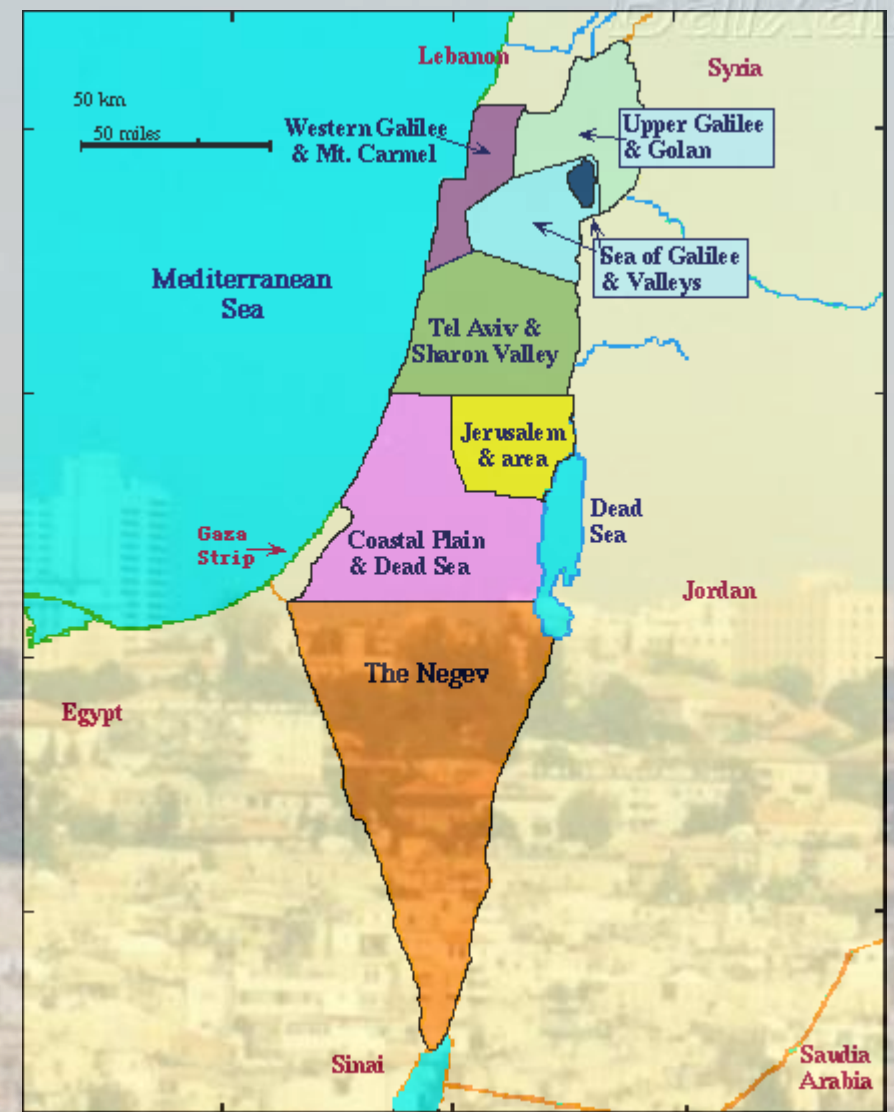 Lebanon
Syria
50 km
50 miles
Western Galilee
& Mt. Carmel
Upper Galilee
& Golan
Sea of Galilee
& Valleys
Mediterranean
Sea
Tel Aviv &
Sharon Valley
Jerusalem
& area
Dead
Sea
Gaza
Strip
Coastal Plain
& Dead Sea
Jordan
The Negev
Egypt
Sinai
Saudia
Arabia